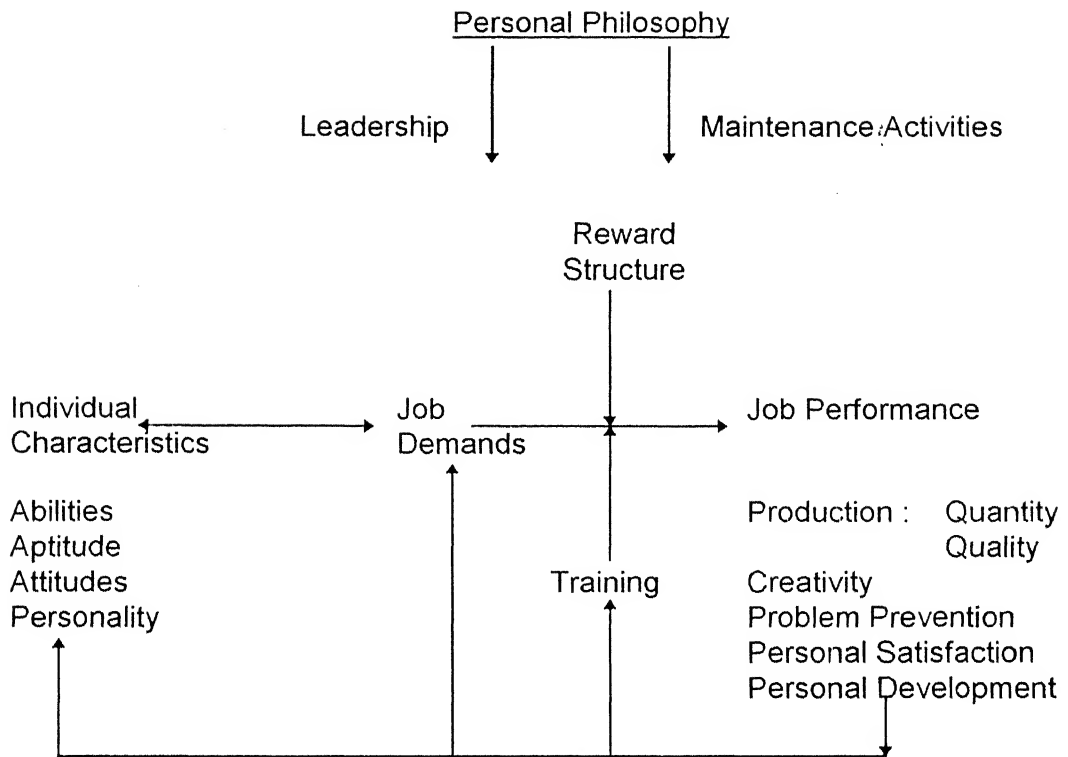 Personal Philosophy
Leadership
Maintenance Activities
Reward
Structure
Individual
Characteristics
Job
Demands
Job Performance
Abilities
Aptitude
Attitudes
Personality
Training
Production : Quantity
Quality
Creativity
Problem Prevention
Personal Satisfaction
Personal Development